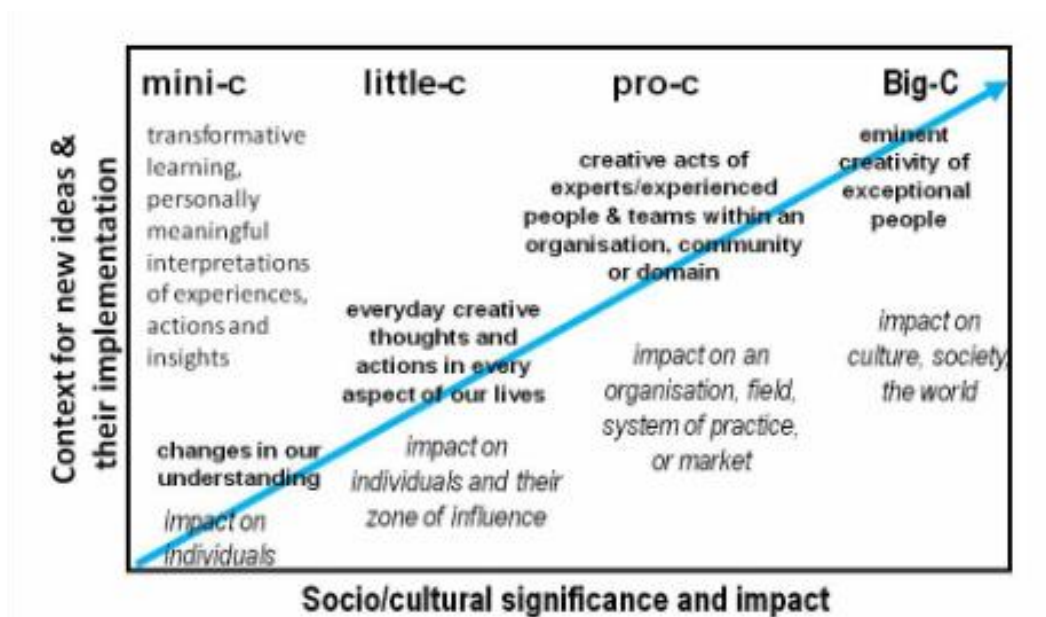 Context for new ideas &
their implementation
mini-c
transformative
learning,
personally
meaningful
interpretations
of experiences,
actions and
insights
changes in our
understanding
impact on
individuals
little-c
everyday creative
thoughts and
actions in every
aspect of our lives
impact on
individuals and their
zone of influence
pro-c
creative acts of
experts/experienced
people & teams within an
organisation, community
or domain
impact on an
organisation, field,
system of practice,
or market
Big-C
eminent
creativity of
exceptional
people
impact on
culture, society,
the world
Socio/cultural significance and impact